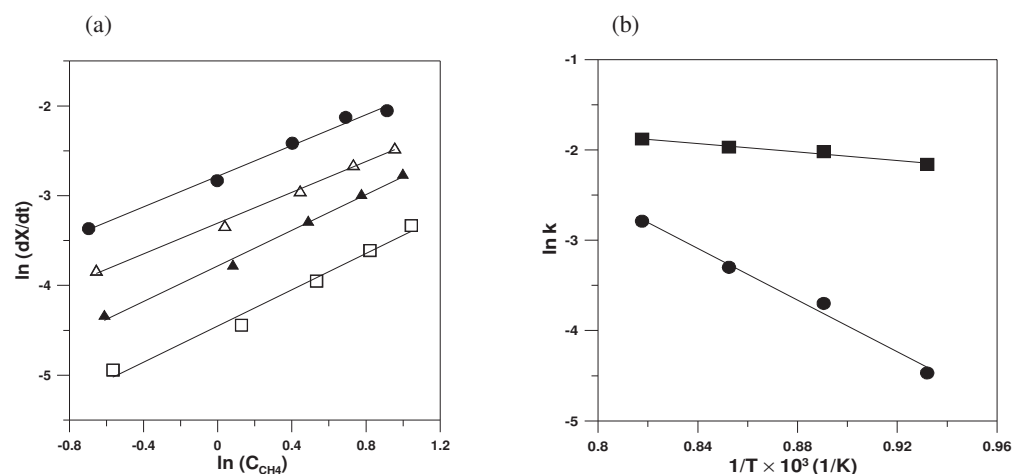 (a)
(b)
ln (dX/dt)
-2
-3
-4
-5
-0.8 -0.4 0 0.4 0.8 1.2
ln (C_CH4)
ln k
-1
-2
-3
-4
-5
0.8 0.84 0.88 0.92 0.96
1/T × 10³ (1/K)